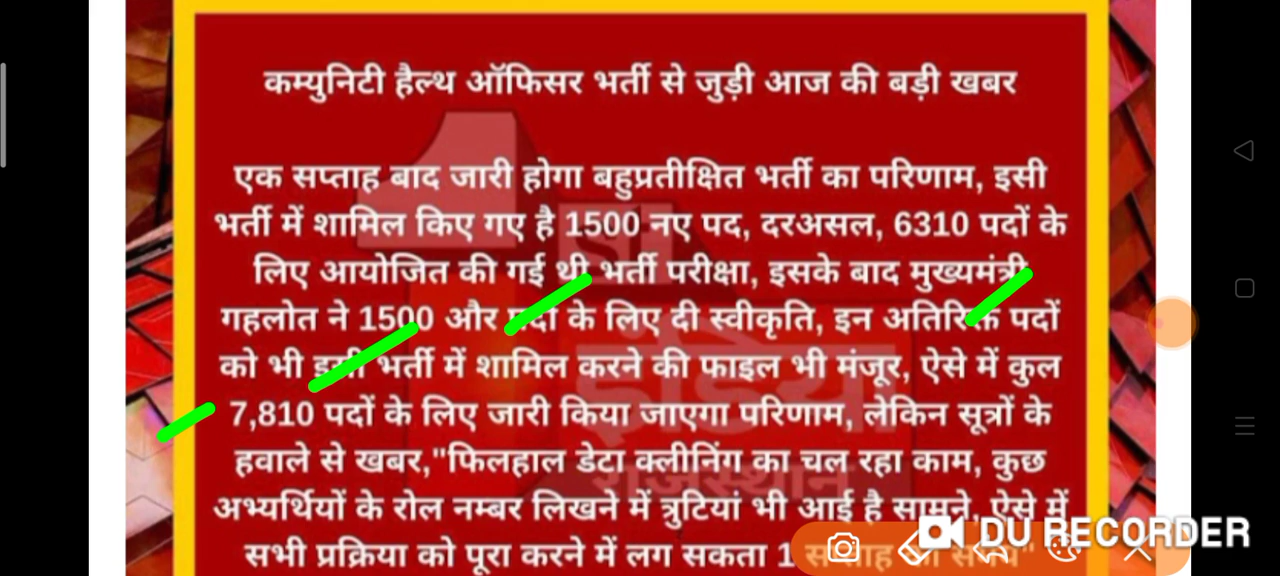 कम्युनिटी हैल्थ ऑफिसर भर्ती से जुड़ी आज की बड़ी खबर
एक सप्ताह बाद जारी होगा बहुप्रतीक्षित भर्ती का परिणाम, इसी
भर्ती में शामिल किए गए है 1500 नए पद, दरअसल, 6310 पदों के
लिए आयोजित की गई थी भर्ती परीक्षा, इसके बाद मुख्यमंत्री
गहलोत ने 1500 और पदों के लिए दी स्वीकृति, इन अतिरिक्त पदों
को भी इसी भर्ती में शामिल करने की फाइल भी मंजूर, ऐसे में कुल
7,810 पदों के लिए जारी किया जाएगा परिणाम, लेकिन सूत्रों के
हवाले से खबर,"फिलहाल डेटा क्लीनिंग का चल रहा काम, कुछ
अभ्यर्थियों के रोल नम्बर लिखने में त्रुटियां भी आई है सामने, ऐसे में
सभी प्रक्रिया को पूरा करने में लग सकता 1
DU RECORDER
इंडिया
राजस्थान